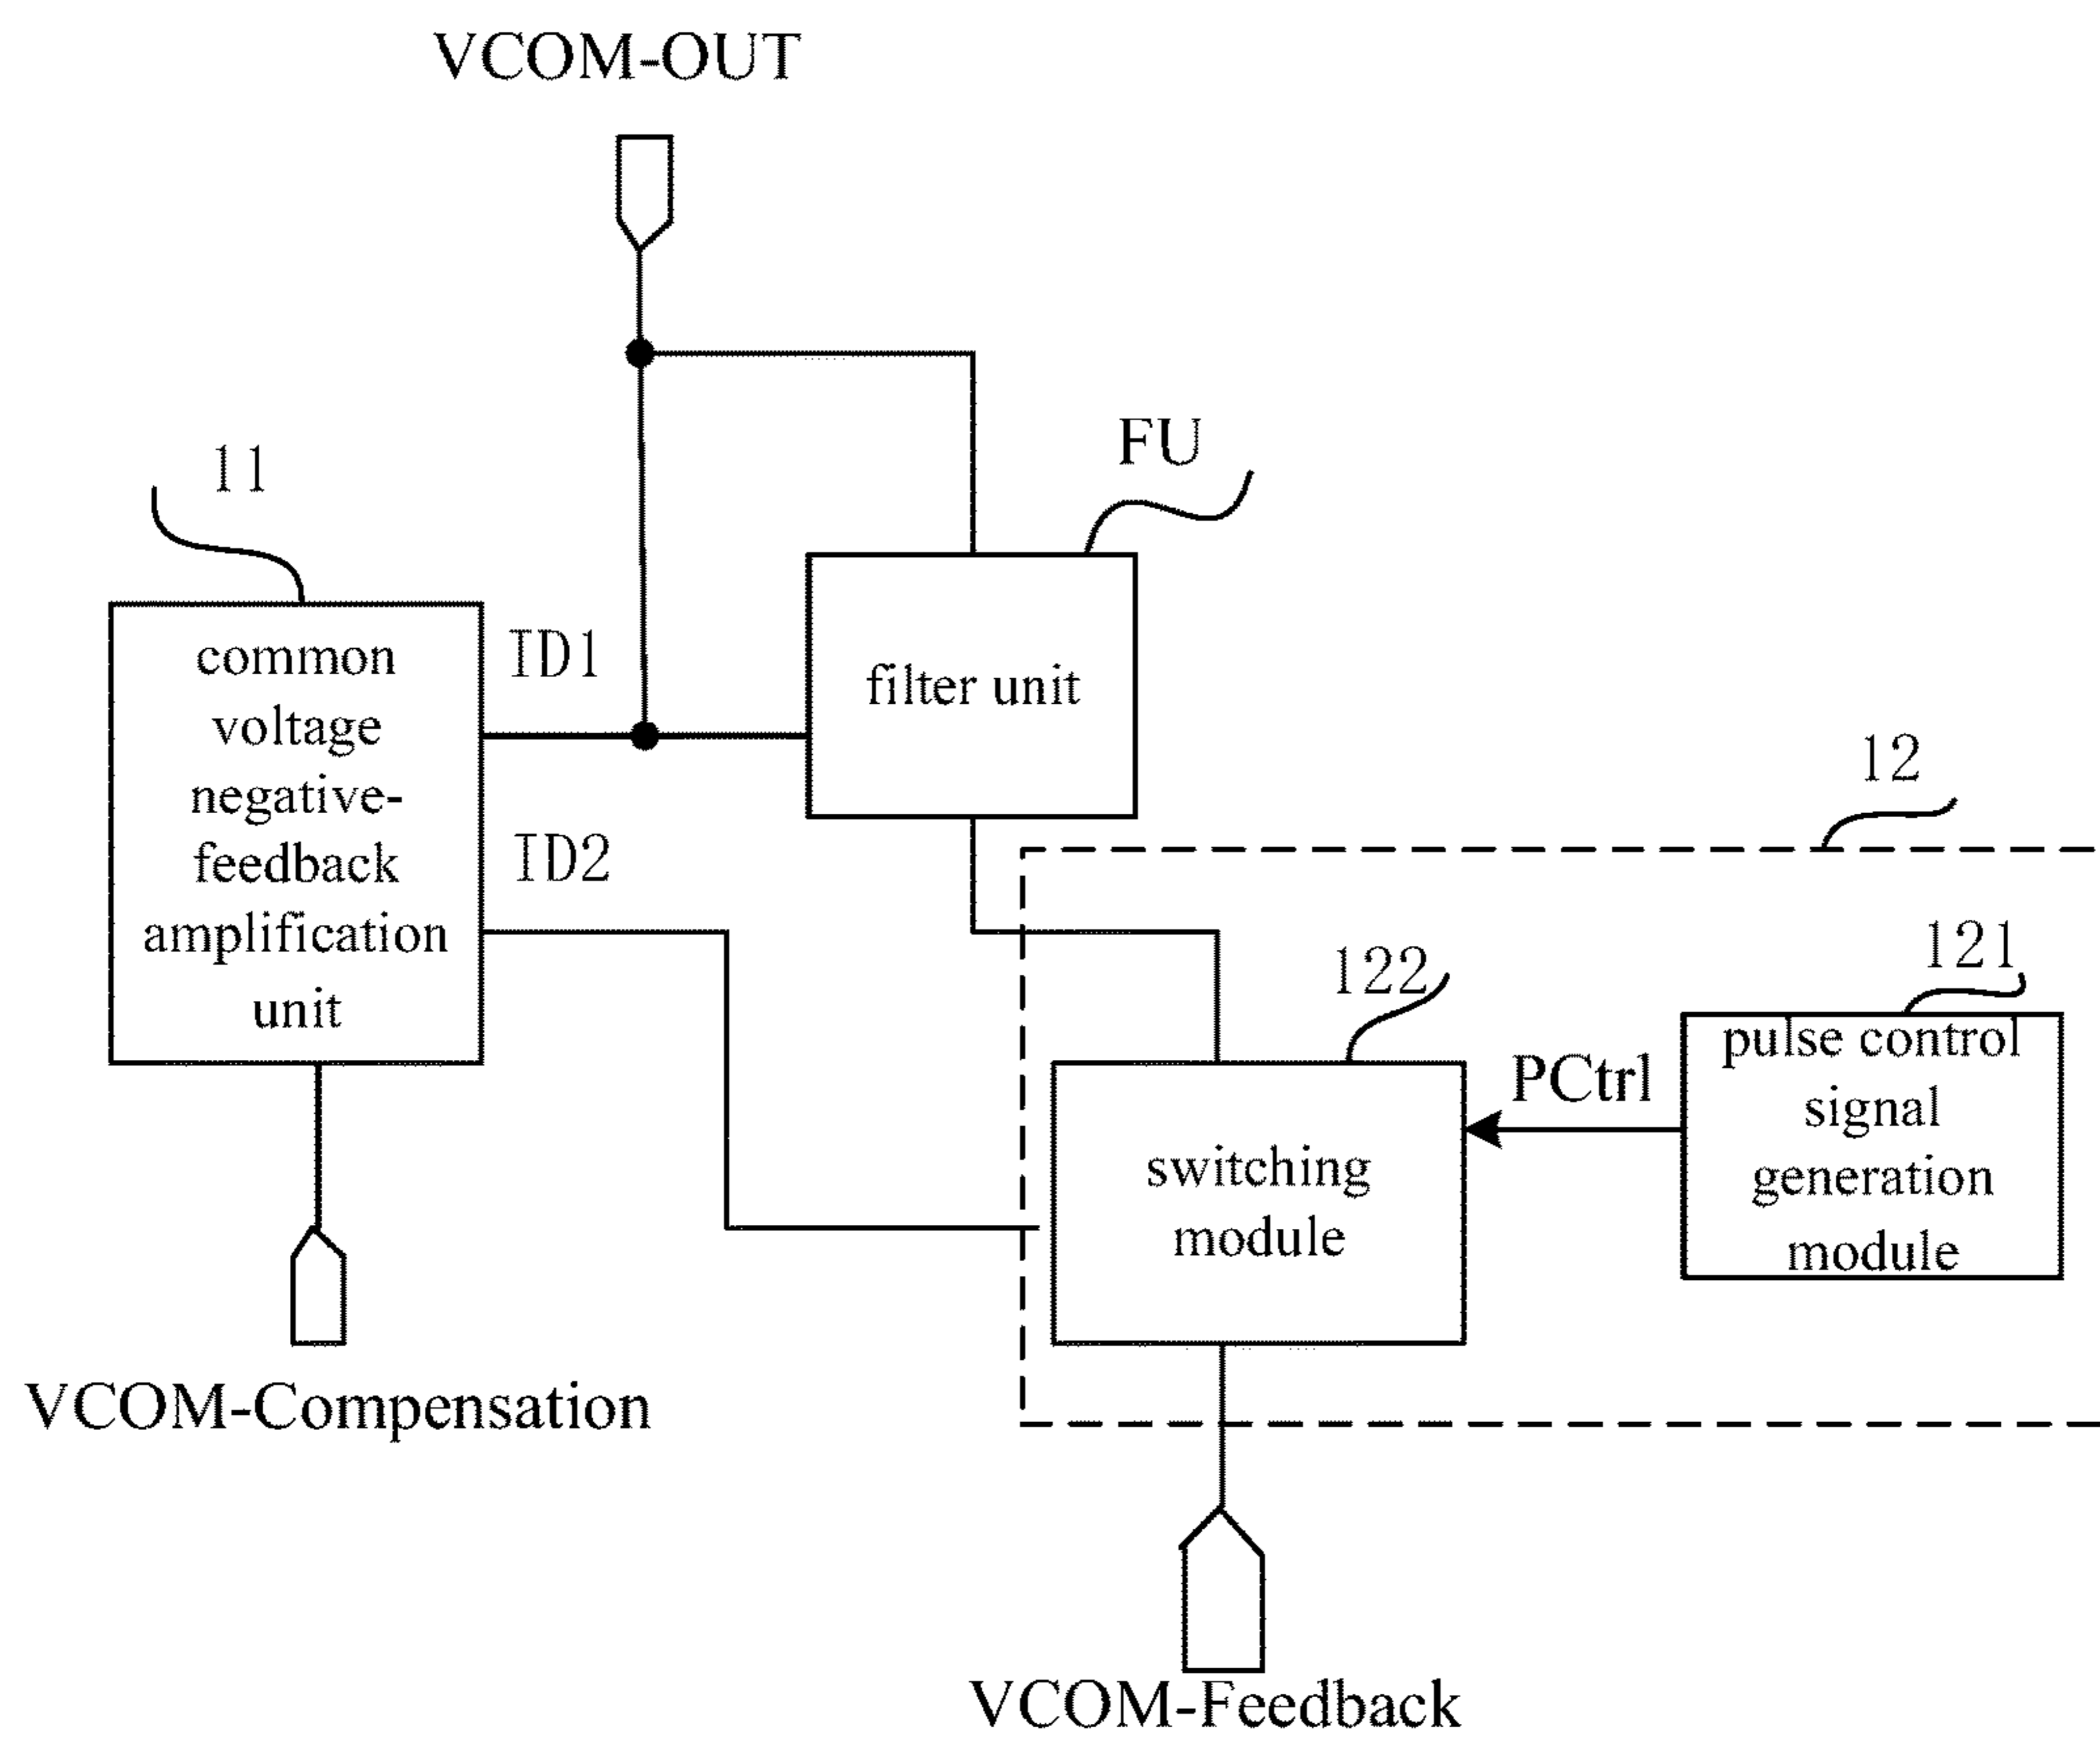 VCOM-OUT
FU
11
common
voltage
negative-
feedback
amplification
unit
ID1
ID2
filter unit
12
122
121
switching
module
PCtrl
pulse control
signal
generation
module
VCOM-Compensation
VCOM-Feedback